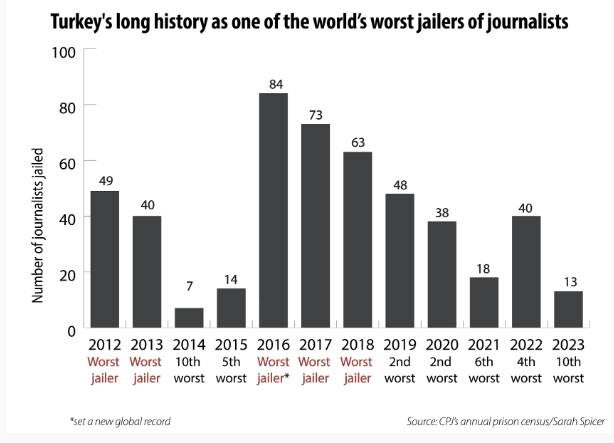 Turkey's long history as one of the world's worst jailers of journalists
Number of journalists jailed
100
80
60
40
20
0
49
40
7
14
84
73
63
48
38
18
40
13
2012 2013 2014 2015 2016 2017 2018 2019 2020 2021 2022 2023
Worst Worst 10th 5th Worst Worst Worst 2nd 2nd 6th 4th 10th
jailer jailer worst worst jailer* jailer jailer worst worst worst worst worst
*set a new global record
Source: CPJ's annual prison census/Sarah Spicer